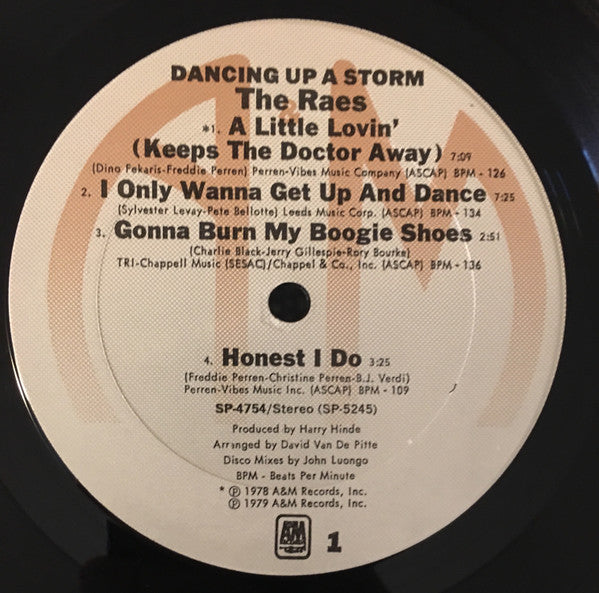 DANCING UP A STORM
The Raes
*1. A Little Lovin'
(Keeps The Doctor Away) 7:09
(Dino Fekaris-Freddie Perren) Perren-Vibes Music Company (ASCAP) BPM - 126
2. I Only Wanna Get Up And Dance 7:25
(Sylvester Levay-Pete Bellotte) Leeds Music Corp. (ASCAP) BPM - 134
3. Gonna Burn My Boogie Shoes 2:51
(Charlie Black-Jerry Gillespie-Rory Bourke)
TRI-Chappell Music (SESAC)/Chappel & Co., Inc. (ASCAP) BPM - 136
4. Honest I Do 3:25
(Freddie Perren-Christine Perren-B.J. Verdi)
Perren-Vibes Music Inc. (ASCAP) BPM - 109
SP-4754/Stereo (SP-5245)
Produced by Harry Hinde
Arranged by David Van De Pitte
Disco Mixes by John Luongo
BPM - Beats Per Minute
* ℗ 1978 A&M Records, Inc.
℗ 1979 A&M Records, Inc.
A&M 1